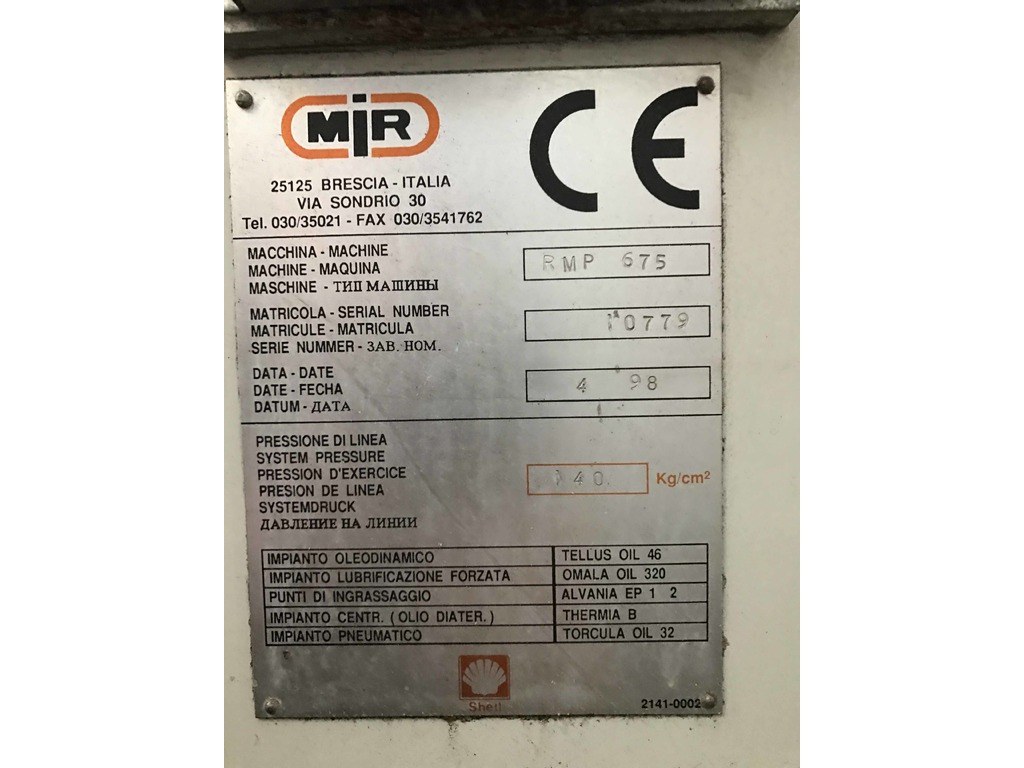 MiR
CE
25125 BRESCIA - ITALIA
VIA SONDRIO 30
Tel. 030/35021 - FAX 030/3541762
MACCHINA - MACHINE
MACHINE - MAQUINA
MASCHINE - ТИП МАШИНЫ
RMP 675
MATRICOLA - SERIAL NUMBER
MATRICULE - MATRICULA
SERIE NUMMER - ЗАВ. НОМ.
10779
DATA - DATE
DATE - FECHA
DATUM - ДАТА
4 98
PRESSIONE DI LINEA
SYSTEM PRESSURE
PRESSION D'EXERCICE
PRESION DE LINEA
SYSTEMDRUCK
ДАВЛЕНИЕ НА ЛИНИИ
140. Kg/cm²
IMPIANTO OLEODINAMICO TELLUS OIL 46
IMPIANTO LUBRIFICAZIONE FORZATA OMALA OIL 320
PUNTI DI INGRASSAGGIO ALVANIA EP 1 2
IMPIANTO CENTR. ( OLIO DIATER. ) THERMIA B
IMPIANTO PNEUMATICO TORCULA OIL 32
Shell
2141-0002